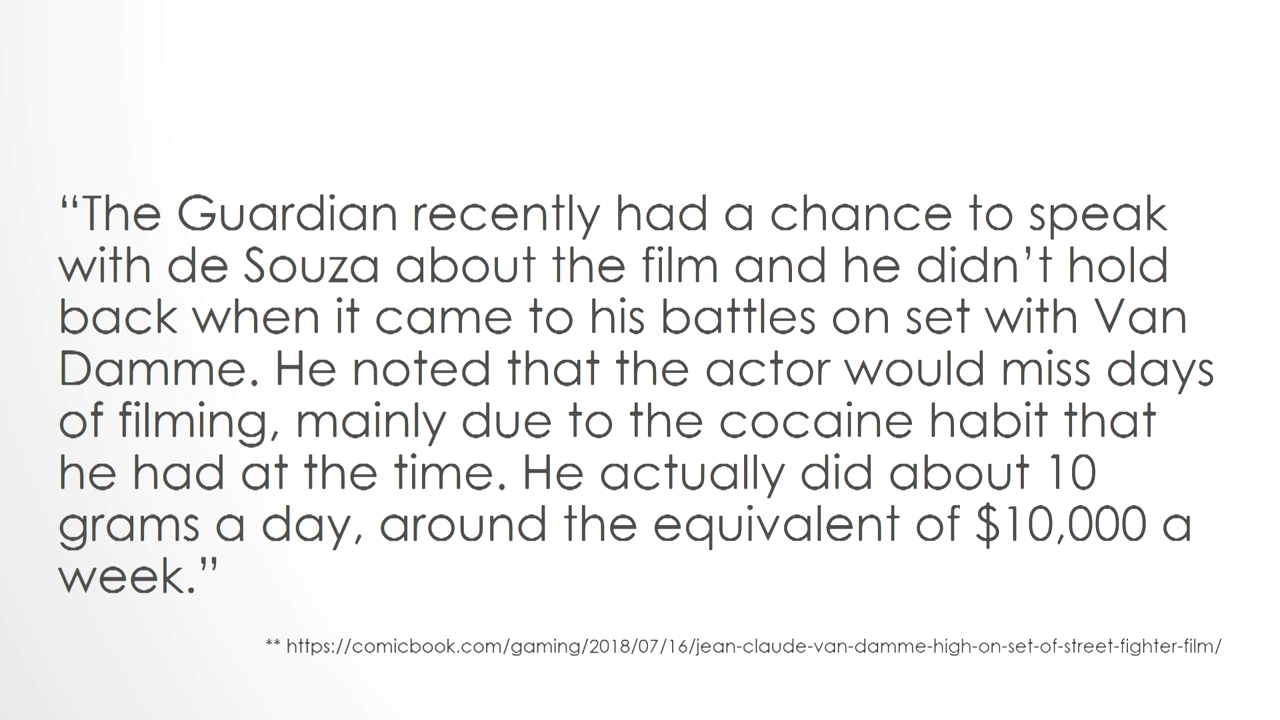 “The Guardian recently had a chance to speak
with de Souza about the film and he didn’t hold
back when it came to his battles on set with Van
Damme. He noted that the actor would miss days
of filming, mainly due to the cocaine habit that
he had at the time. He actually did about 10
grams a day, around the equivalent of $10,000 a
week.”
** https://comicbook.com/gaming/2018/07/16/jean-claude-van-damme-high-on-set-of-street-fighter-film/